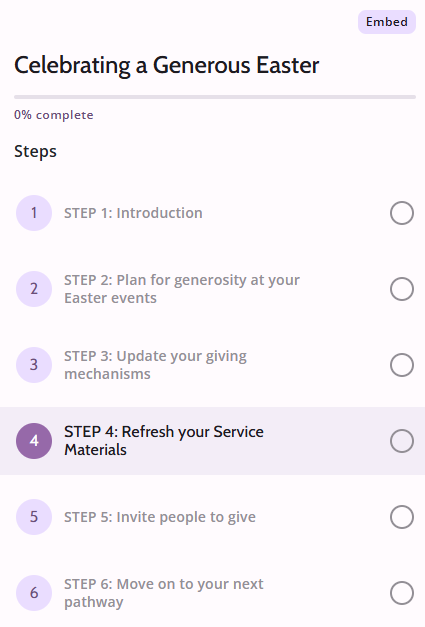 Embed
Celebrating a Generous Easter
0% complete
Steps
1
STEP 1: Introduction
2
STEP 2: Plan for generosity at your
Easter events
3
STEP 3: Update your giving
mechanisms
4
STEP 4: Refresh your Service
Materials
5
STEP 5: Invite people to give
6
STEP 6: Move on to your next
pathway